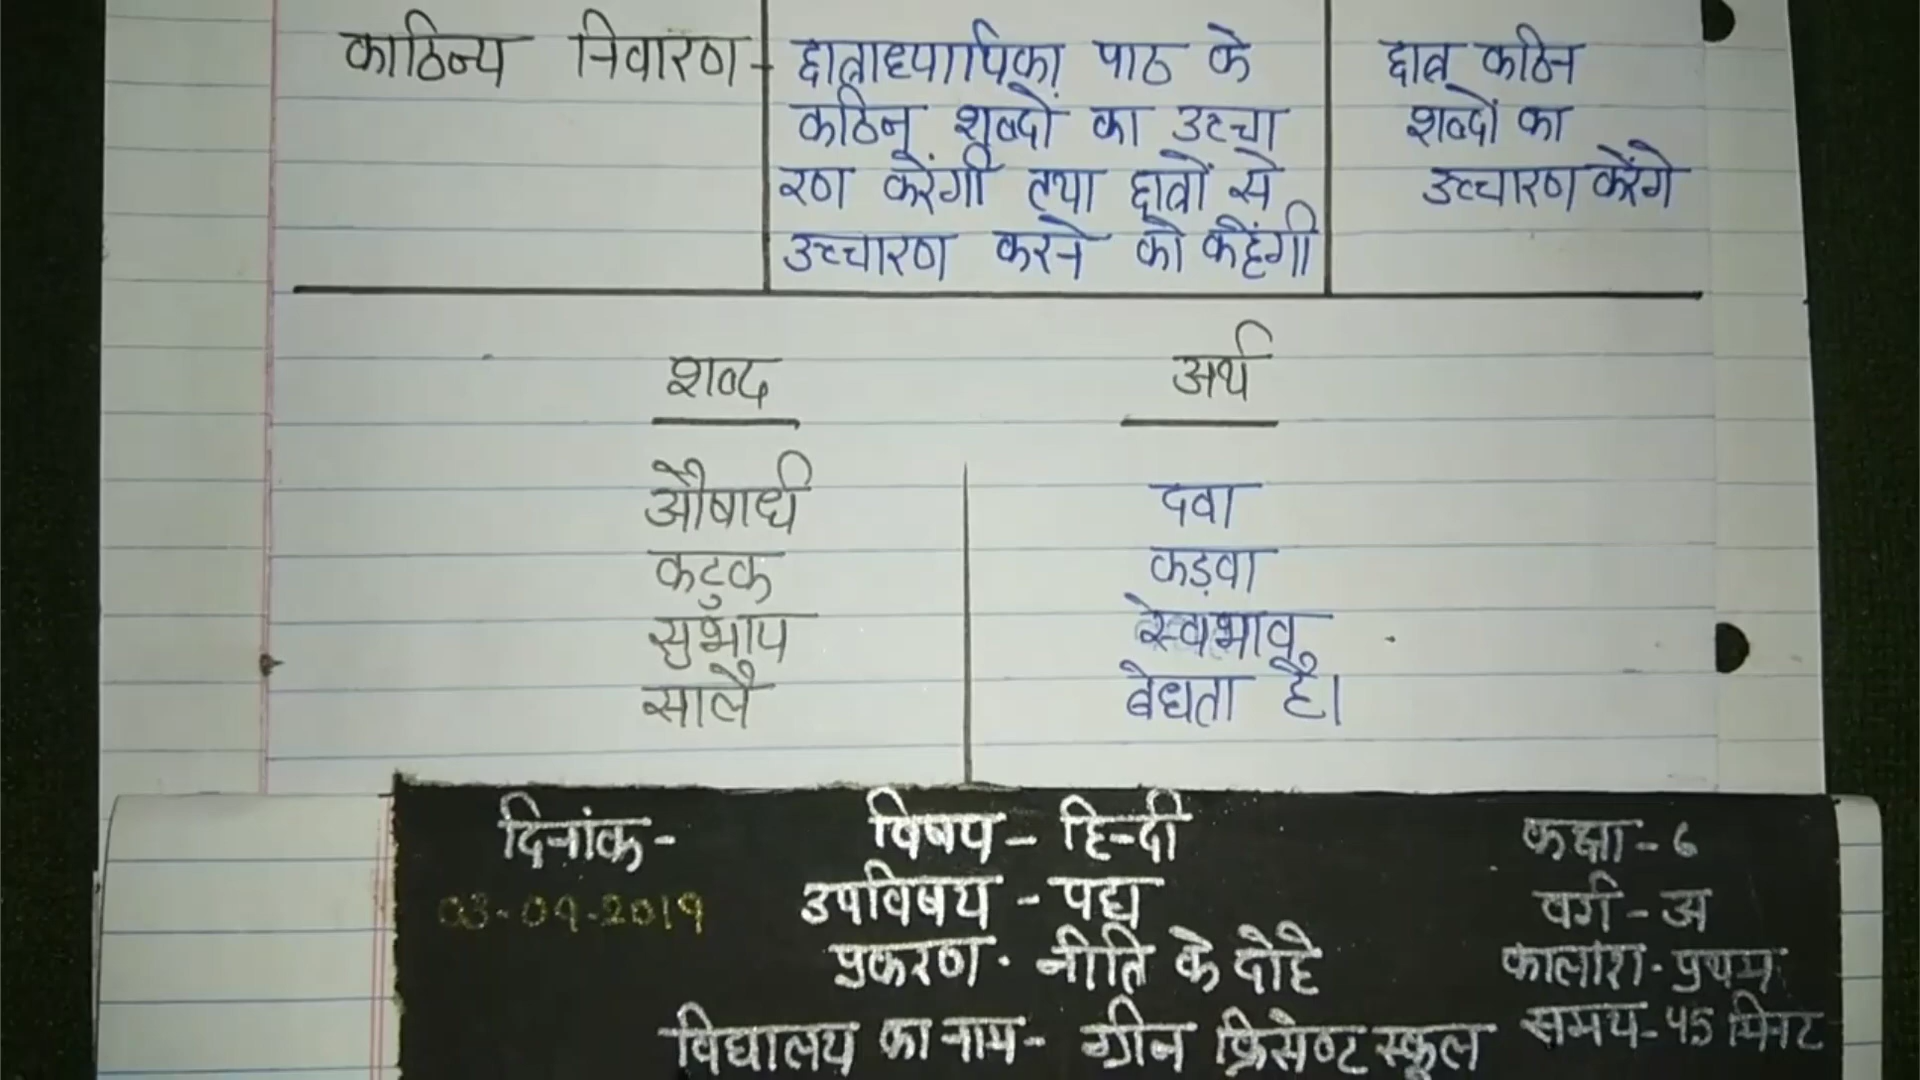 काठिन्य निवारण- छात्राध्यापिका पाठ के छात्र कठिन
कठिन शब्दों का उच्चा शब्दों का
रण करेंगी तथा छात्रों से उच्चारण करेंगे
उच्चारण करने को कहेंगी
शब्द अर्थ
औषार्ध दवा
कटुक कड़वा
सुभाय स्वभाव
सालै बेधता है।
दिनांक- विषय - हिन्दी कक्षा - 6
03-09-2019 उपविषय - पद्य वर्ग - अ
प्रकरण - नीति के दोहे कालांश - प्रथम
विद्यालय का नाम - ग्रीन क्रिसेण्ट स्कूल समय - 45 मिनट